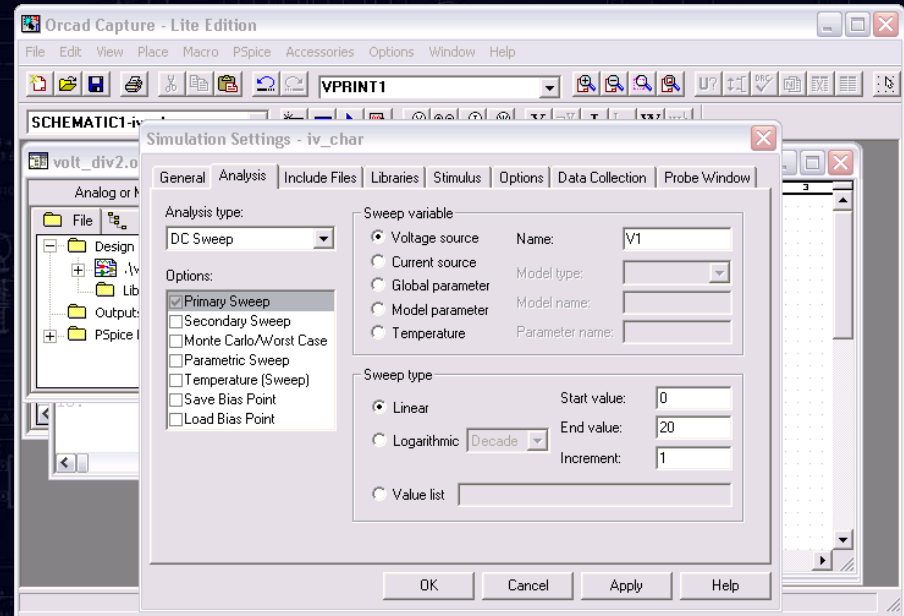 Orcad Capture - Lite Edition
File Edit View Place Macro PSpice Accessories Options Window Help
VPRINT1
U?
DRC
SCHEMATIC1-iv
Simulation Settings - iv_char
volt_div2.o
General Analysis Include Files Libraries Stimulus Options Data Collection Probe Window
3
Analog or M
File
Design
.\v
Lib
Outputs
PSpice
Analysis type:
DC Sweep
Options:
Primary Sweep
Secondary Sweep
Monte Carlo/Worst Case
Parametric Sweep
Temperature (Sweep)
Save Bias Point
Load Bias Point
Sweep variable
Voltage source
Current source
Global parameter
Model parameter
Temperature
Name: V1
Model type:
Model name:
Parameter name:
Sweep type
Linear
Logarithmic Decade
Value list
Start value: 0
End value: 20
Increment: 1
OK Cancel Apply Help